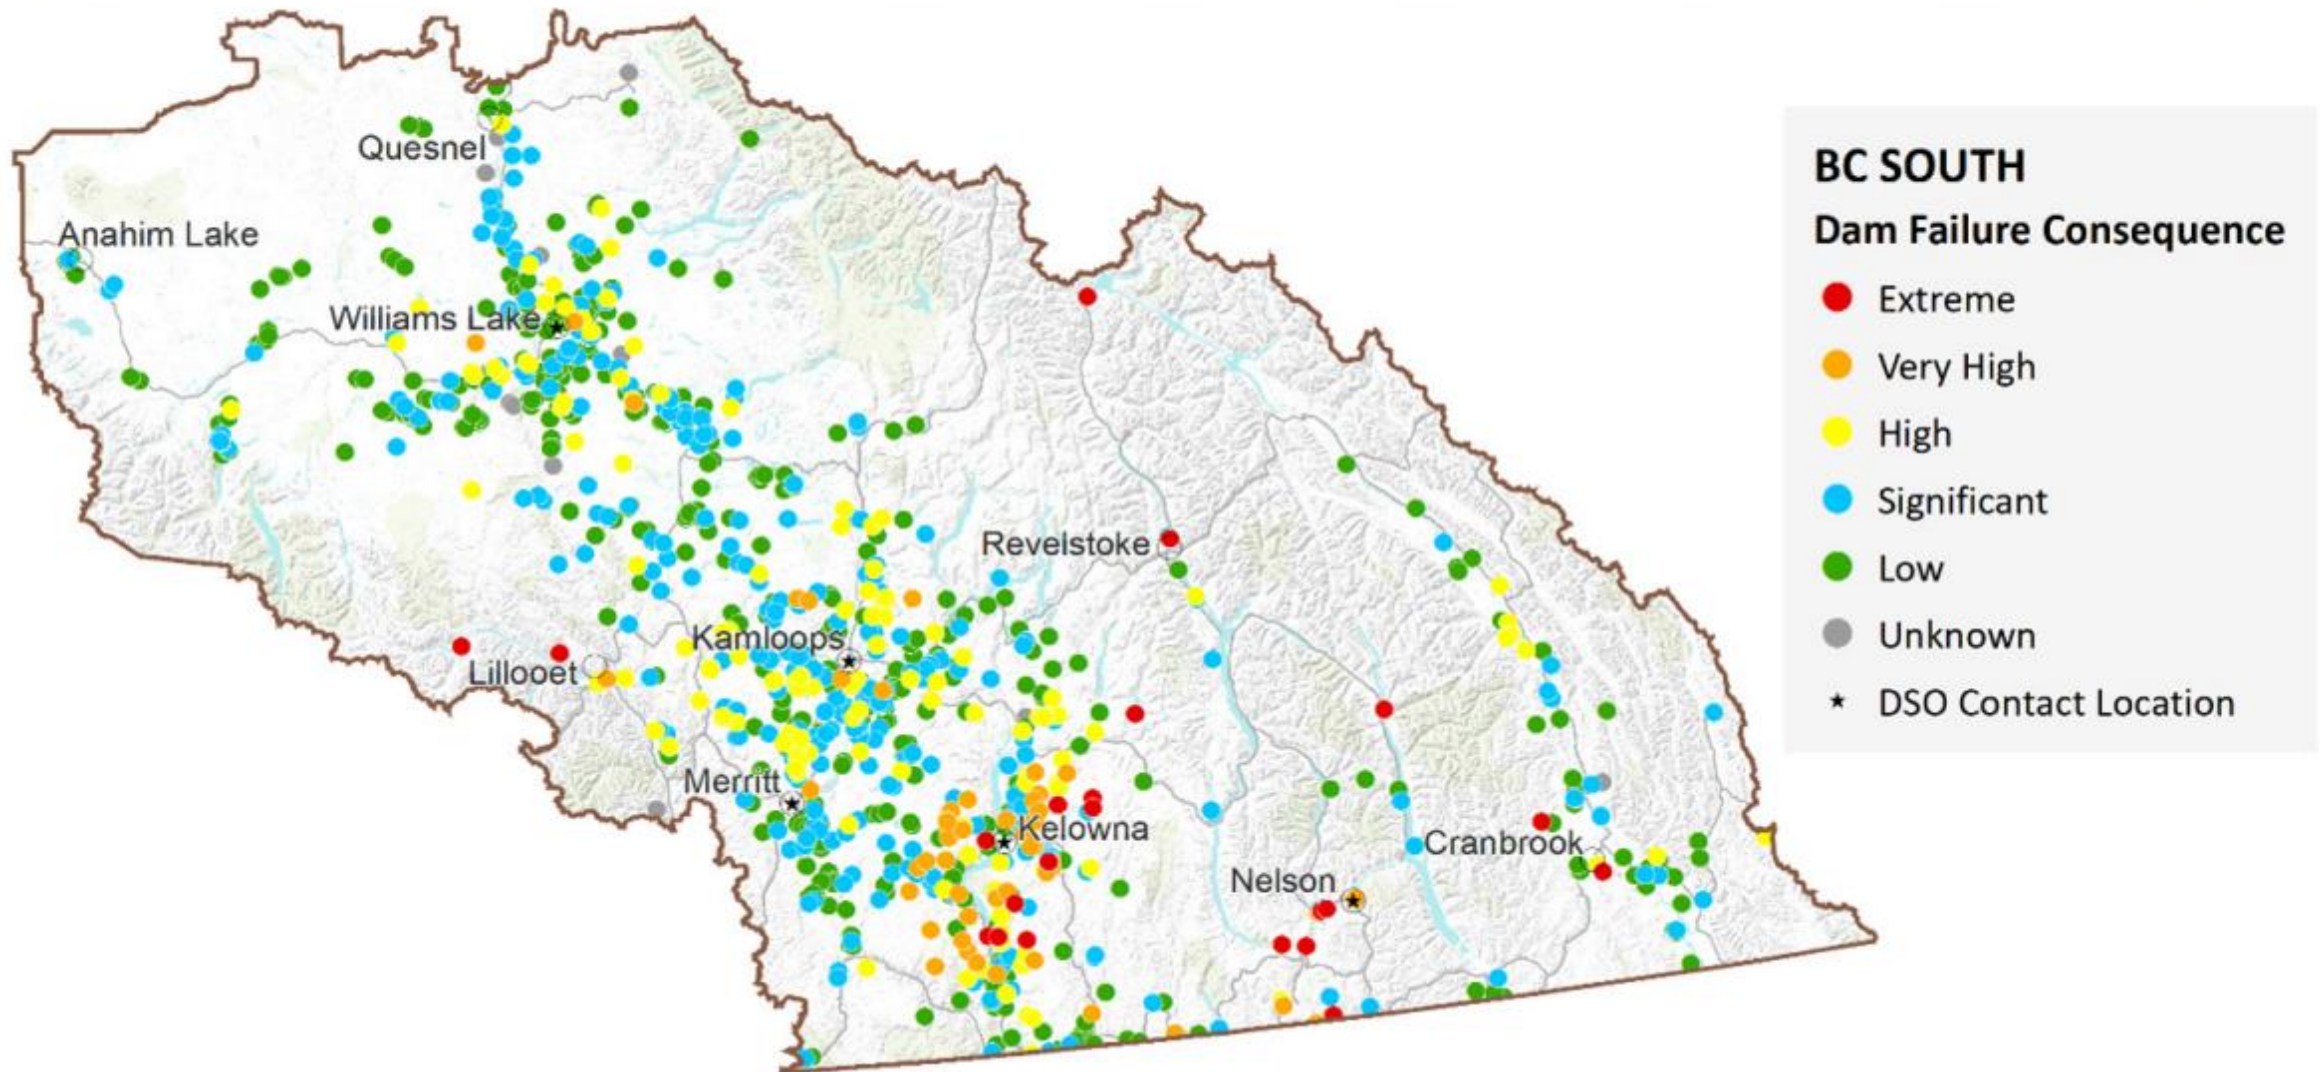 Quesnel
Anahim Lake
Williams Lake
Revelstoke
Kamloops
Lillooet
Merritt
Kelowna
Cranbrook
Nelson
BC SOUTH
Dam Failure Consequence
Extreme
Very High
High
Significant
Low
Unknown
DSO Contact Location